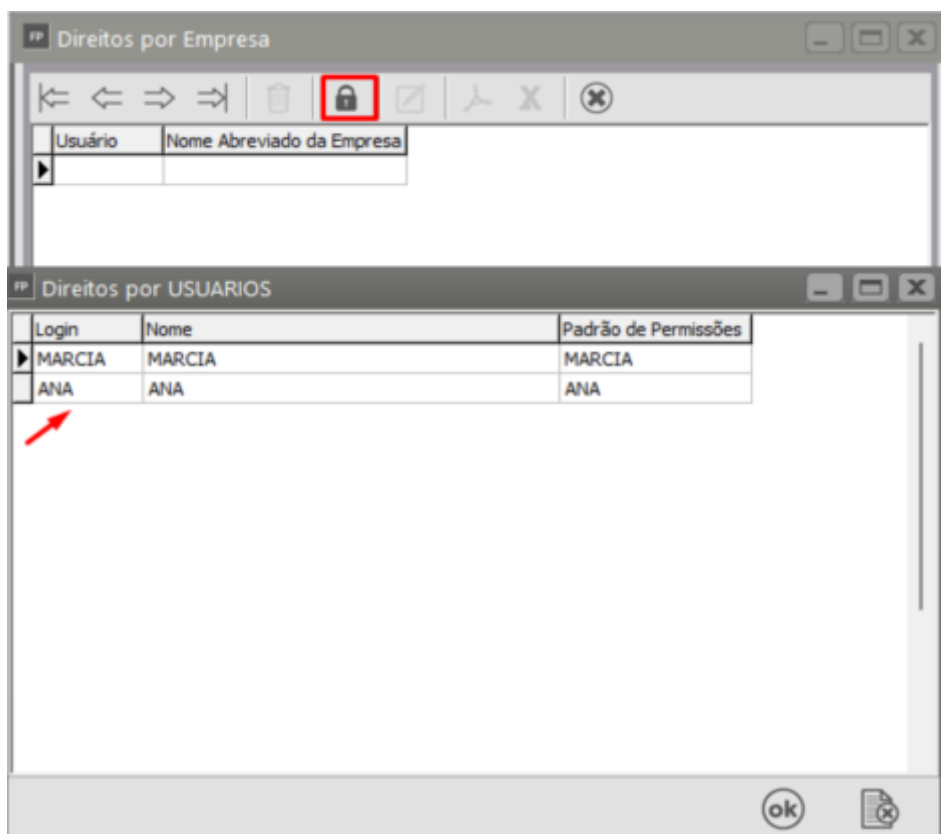 FP Direitos por Empresa
Usuário Nome Abreviado da Empresa
FP Direitos por USUARIOS
Login Nome Padrão de Permissões
MARCIA MARCIA MARCIA
ANA ANA ANA
ok